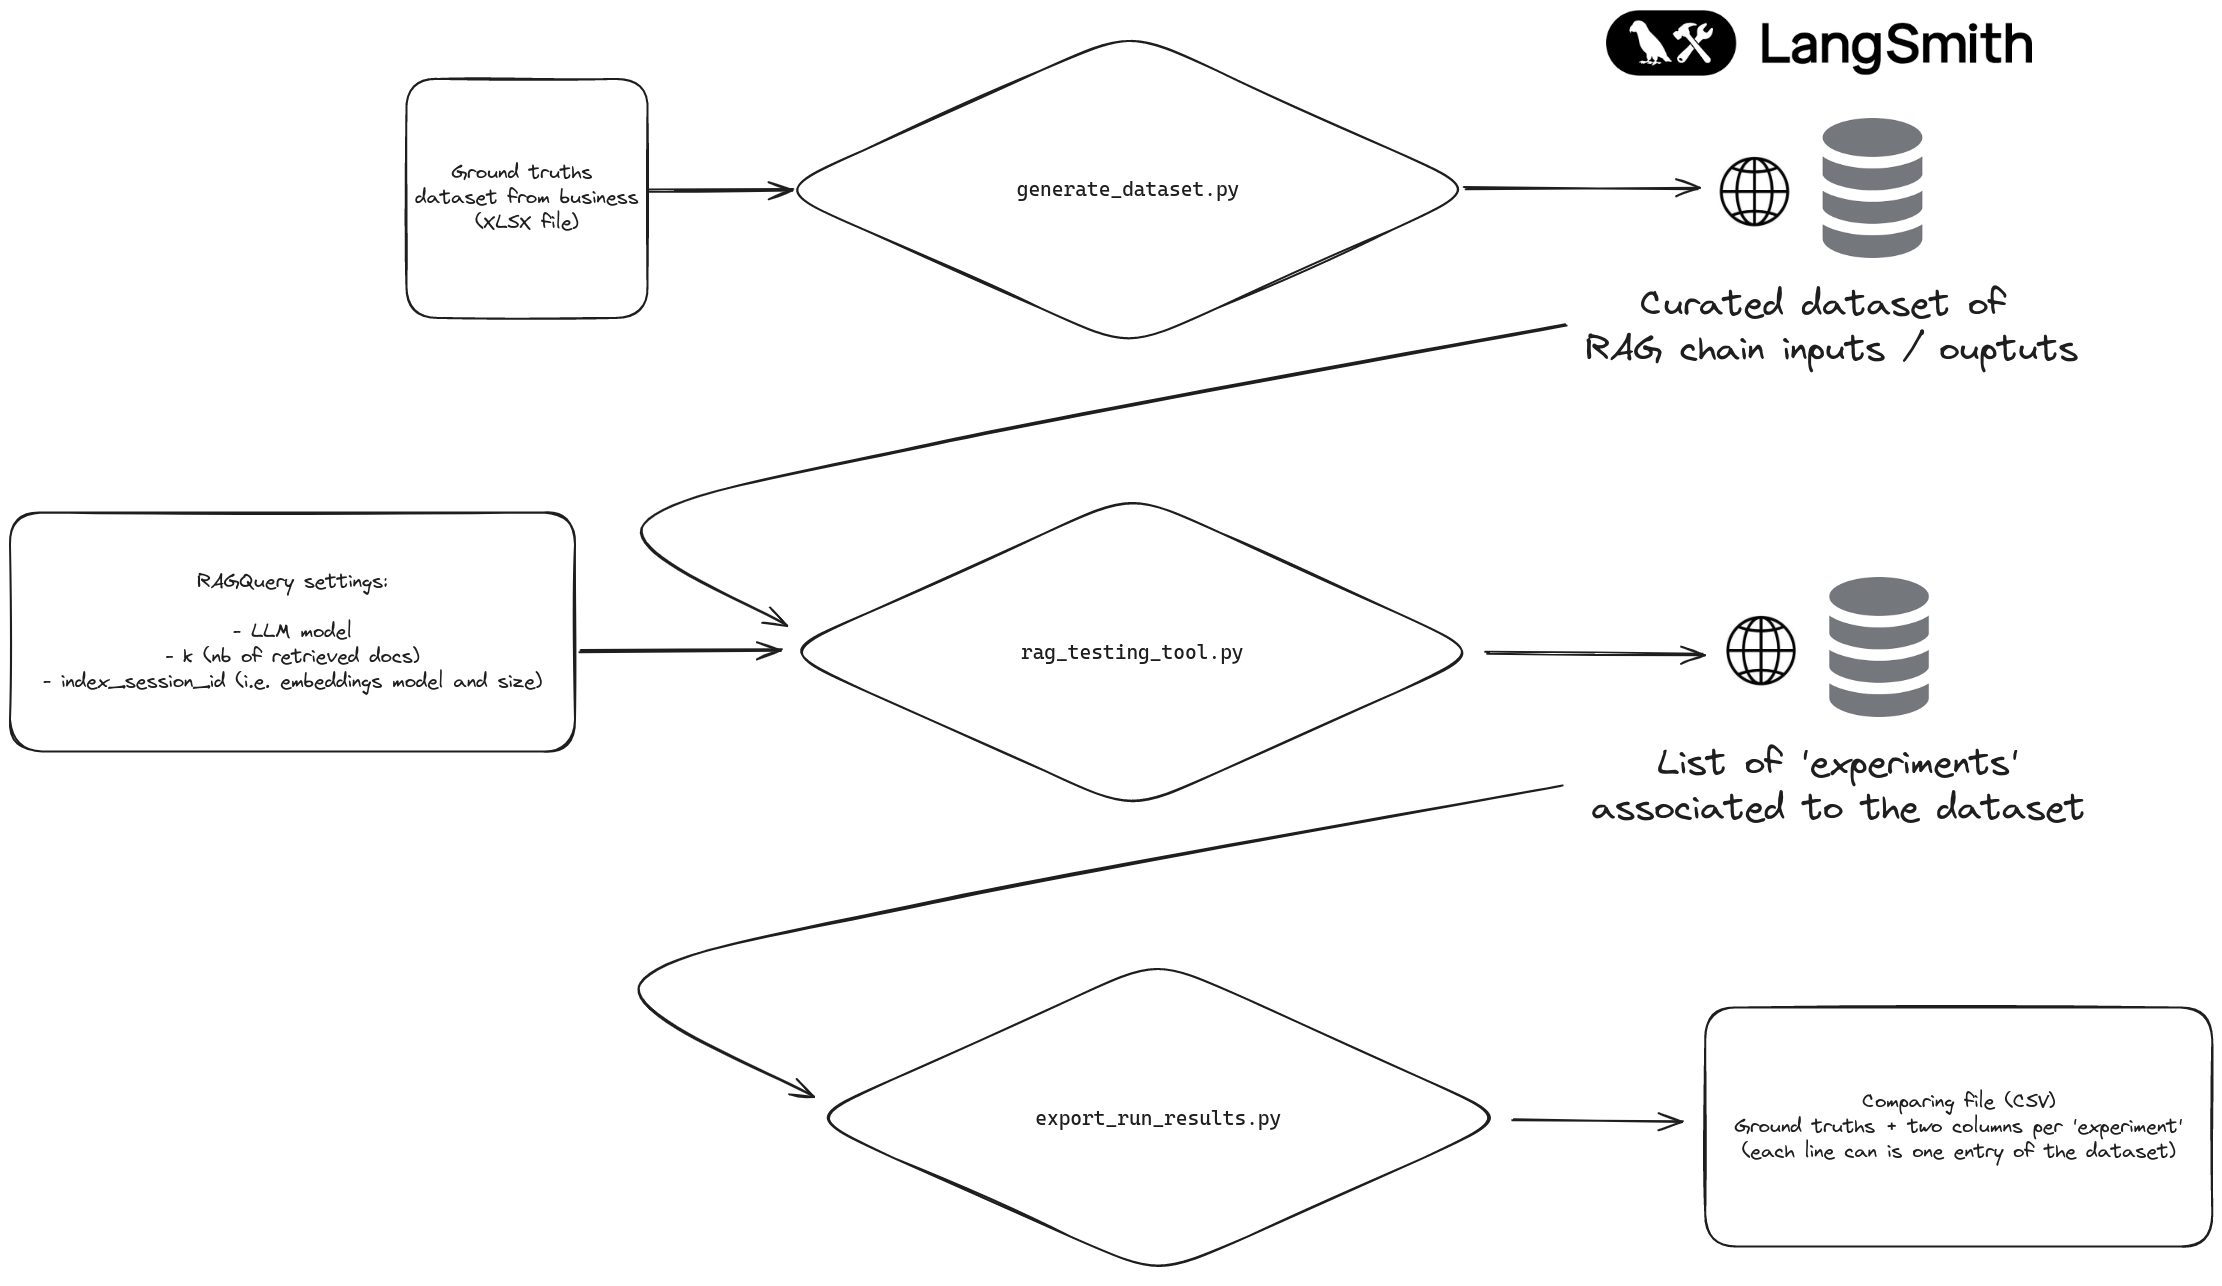 LangSmith
Ground truths
dataset from business
(XLSX file)
generate_dataset.py
Curated dataset of
RAG chain inputs / ouptuts
RAGQuery settings:
- LLM model
- k (nb of retrieved docs)
- index_session_id (i.e. embeddings model and size)
rag_testing_tool.py
List of 'experiments'
associated to the dataset
export_run_results.py
Comparing file (CSV)
Ground truths + two columns per 'experiment'
(each line can is one entry of the dataset)